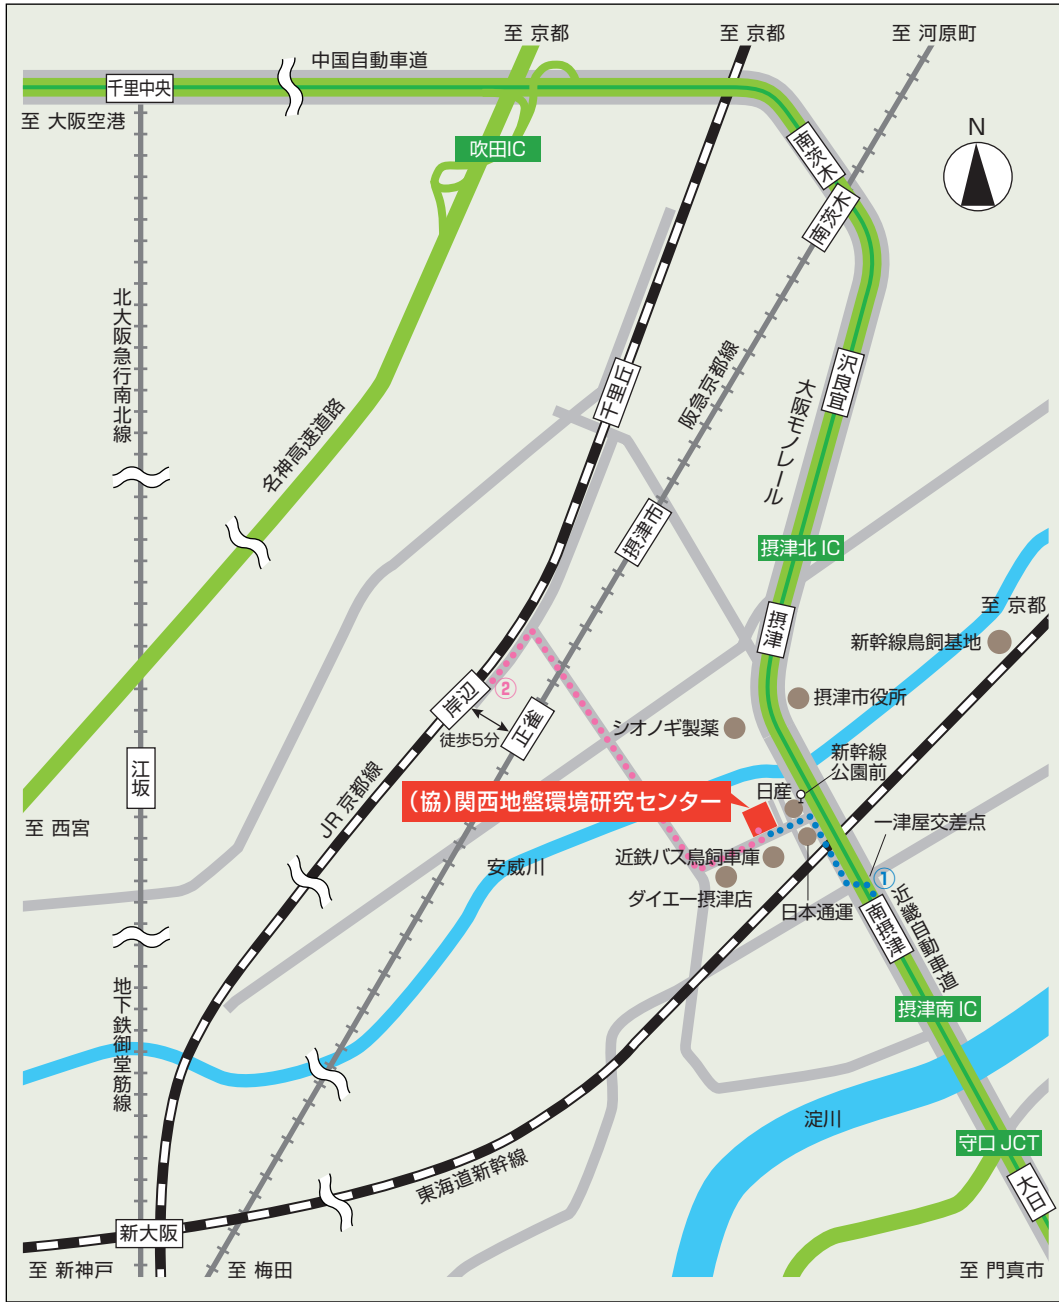 至 京都
至 京都
至 河原町
中国自動車道
千里中央
至 大阪空港
吹田IC
N
南茨木
南茨木
北大阪急行南北線
名神高速道路
千里丘
阪急京都線
沢良宜
大阪モノレール
摂津市
摂津北 IC
至 京都
摂津
新幹線鳥飼基地
②
岸辺
正雀
徒歩5分
摂津市役所
シオノギ製薬
新幹線
公園前
江坂
JR 京都線
日産
(協)関西地盤環境研究センター
至 西宮
一津屋交差点
安威川
近鉄バス鳥飼車庫
①
ダイエー摂津店
日本通運
南摂津
近畿自動車道
地下鉄御堂筋線
摂津南 IC
淀川
守口 JCT
東海道新幹線
大日
新大阪
至 新神戸
至 梅田
至 門真市